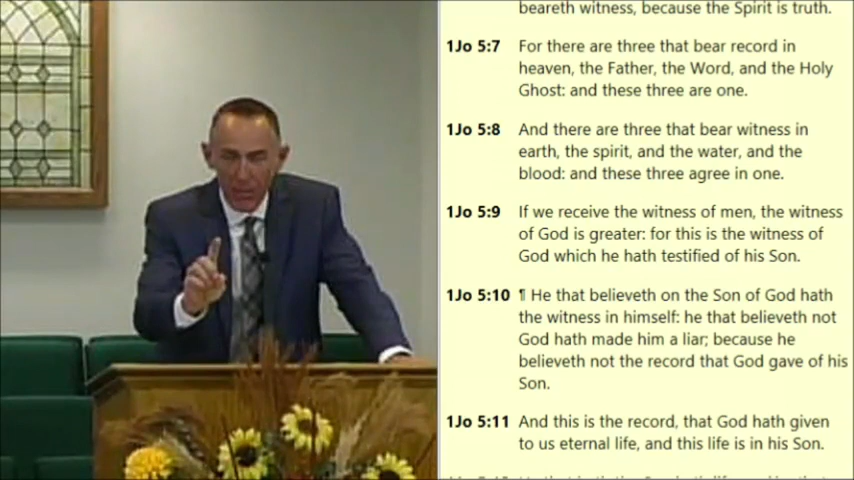 beareth witness, because the Spirit is truth.
1Jo 5:7 For there are three that bear record in
heaven, the Father, the Word, and the Holy
Ghost: and these three are one.
1Jo 5:8 And there are three that bear witness in
earth, the spirit, and the water, and the
blood: and these three agree in one.
1Jo 5:9 If we receive the witness of men, the witness
of God is greater: for this is the witness of
God which he hath testified of his Son.
1Jo 5:10 ¶ He that believeth on the Son of God hath
the witness in himself: he that believeth not
God hath made him a liar; because he
believeth not the record that God gave of his
Son.
1Jo 5:11 And this is the record, that God hath given
to us eternal life, and this life is in his Son.